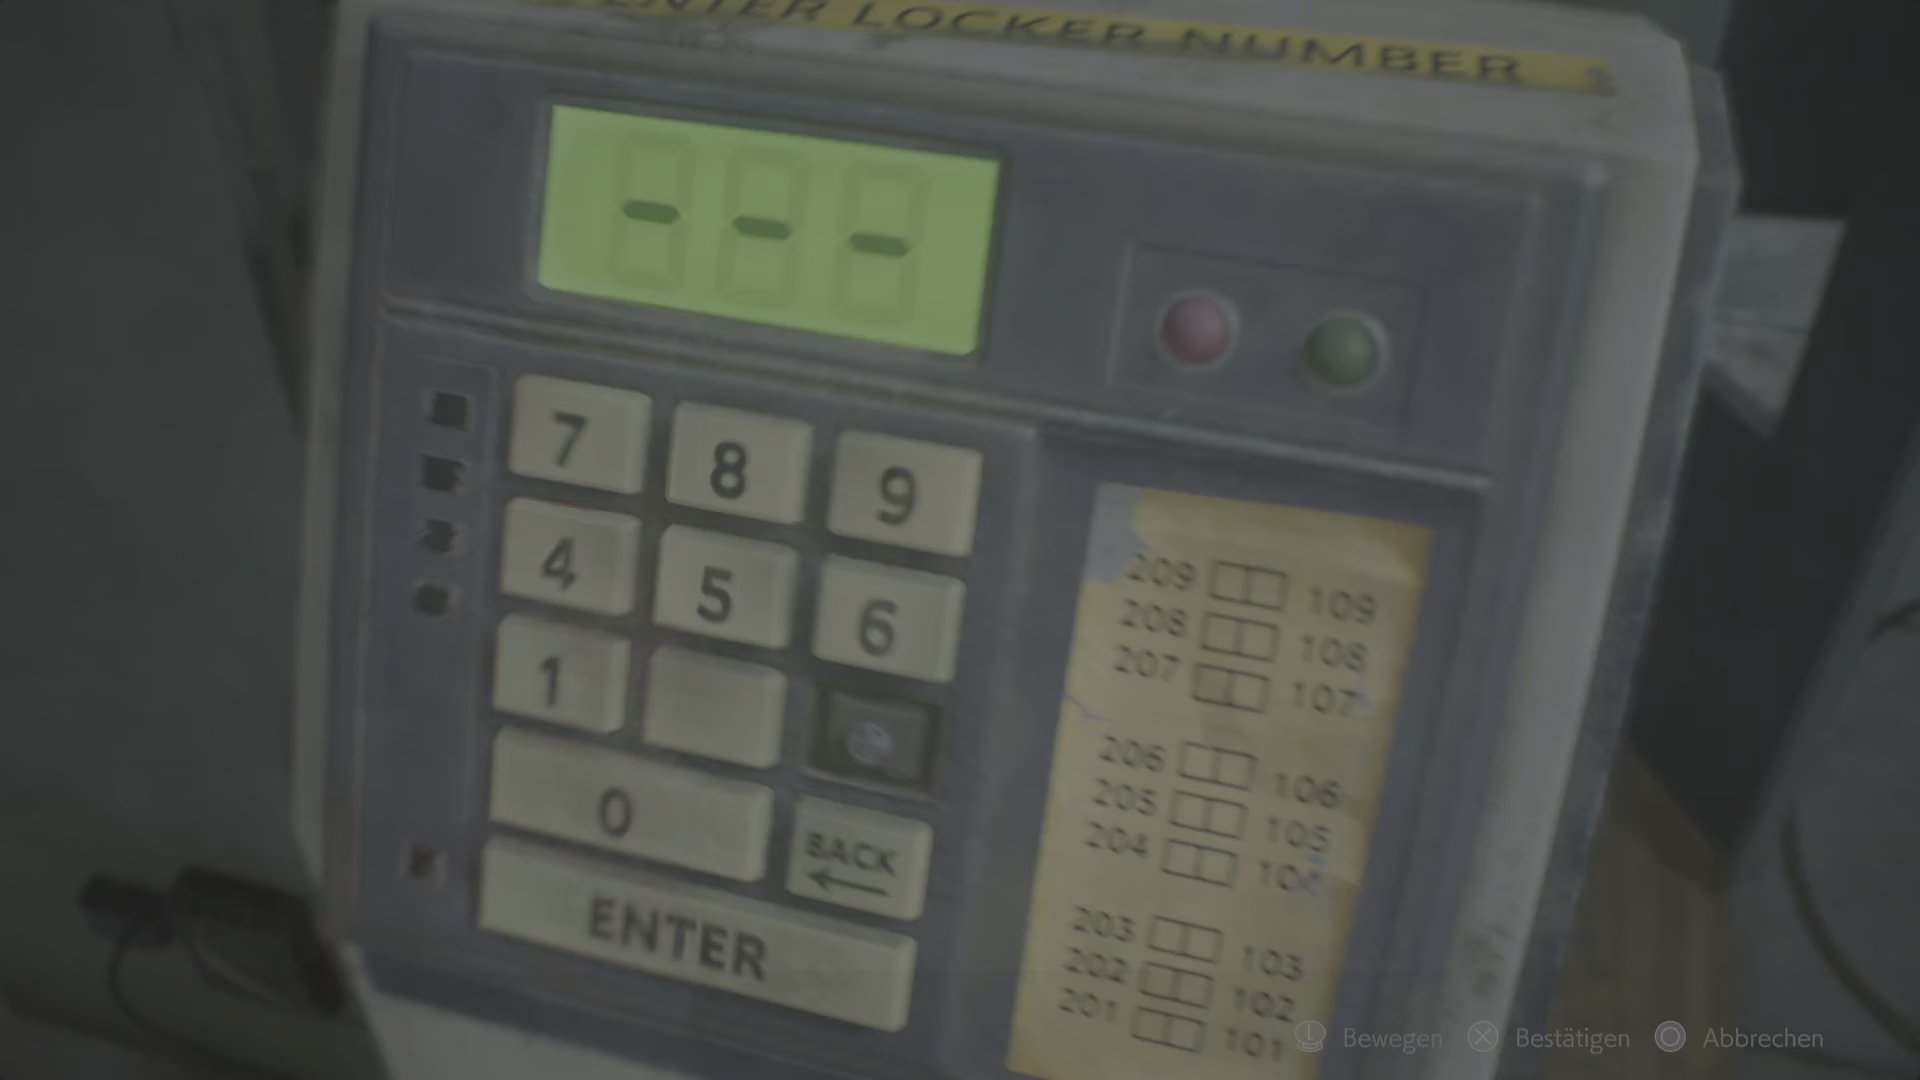 ENTER LOCKER NUMBER
7 8 9
4 5 6
1
0 BACK
ENTER
209 109
208 108
207 107
206 106
205 105
204 104
203 103
202 102
201 101
Bewegen Bestätigen Abbrechen